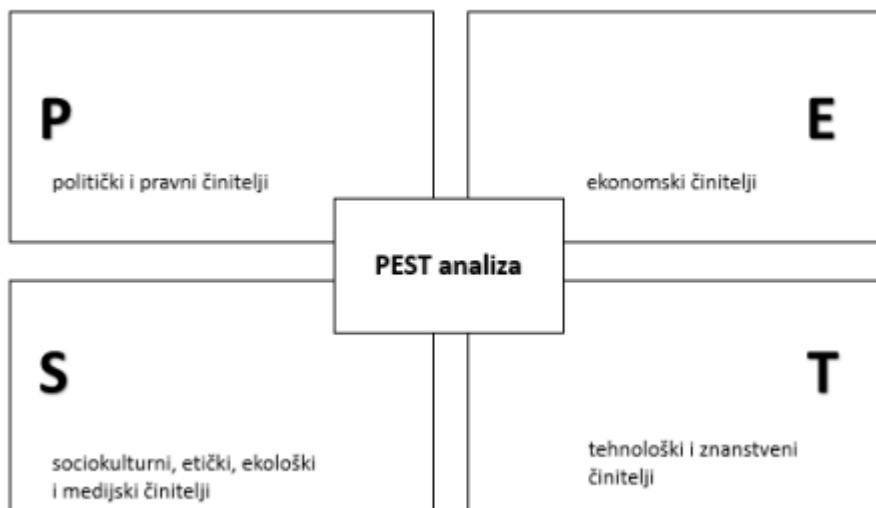 P
politički i pravni činitelji
E
ekonomski činitelji
PEST analiza
S
sociokulturni, etički, ekološki
i medijski činitelji
T
tehnološki i znanstveni
činitelji